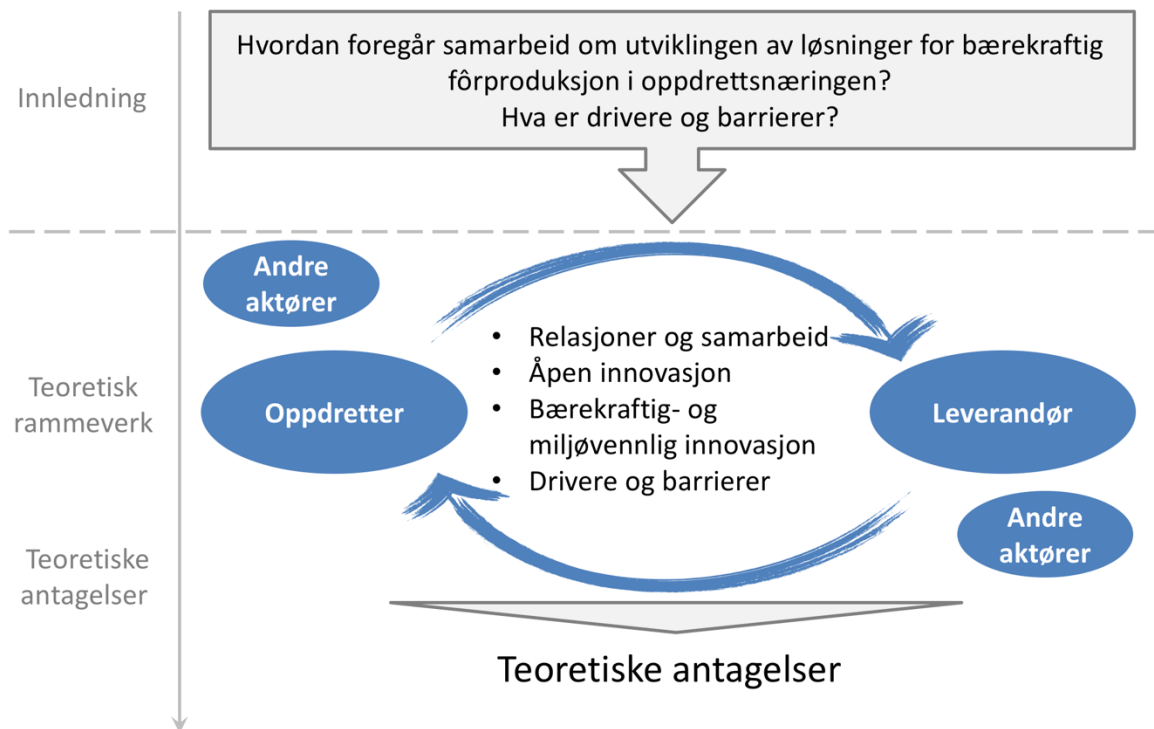 Hvordan foregår samarbeid om utviklingen av løsninger for bærekraftig
fôrproduksjon i oppdrettsnæringen?
Hva er drivere og barrierer?
Innledning
Andre
aktører
Oppdretter
• Relasjoner og samarbeid
• Åpen innovasjon
• Bærekraftig- og
miljøvennlig innovasjon
• Drivere og barrierer
Leverandør
Andre
aktører
Teoretisk
rammeverk
Teoretiske
antagelser
Teoretiske antagelser